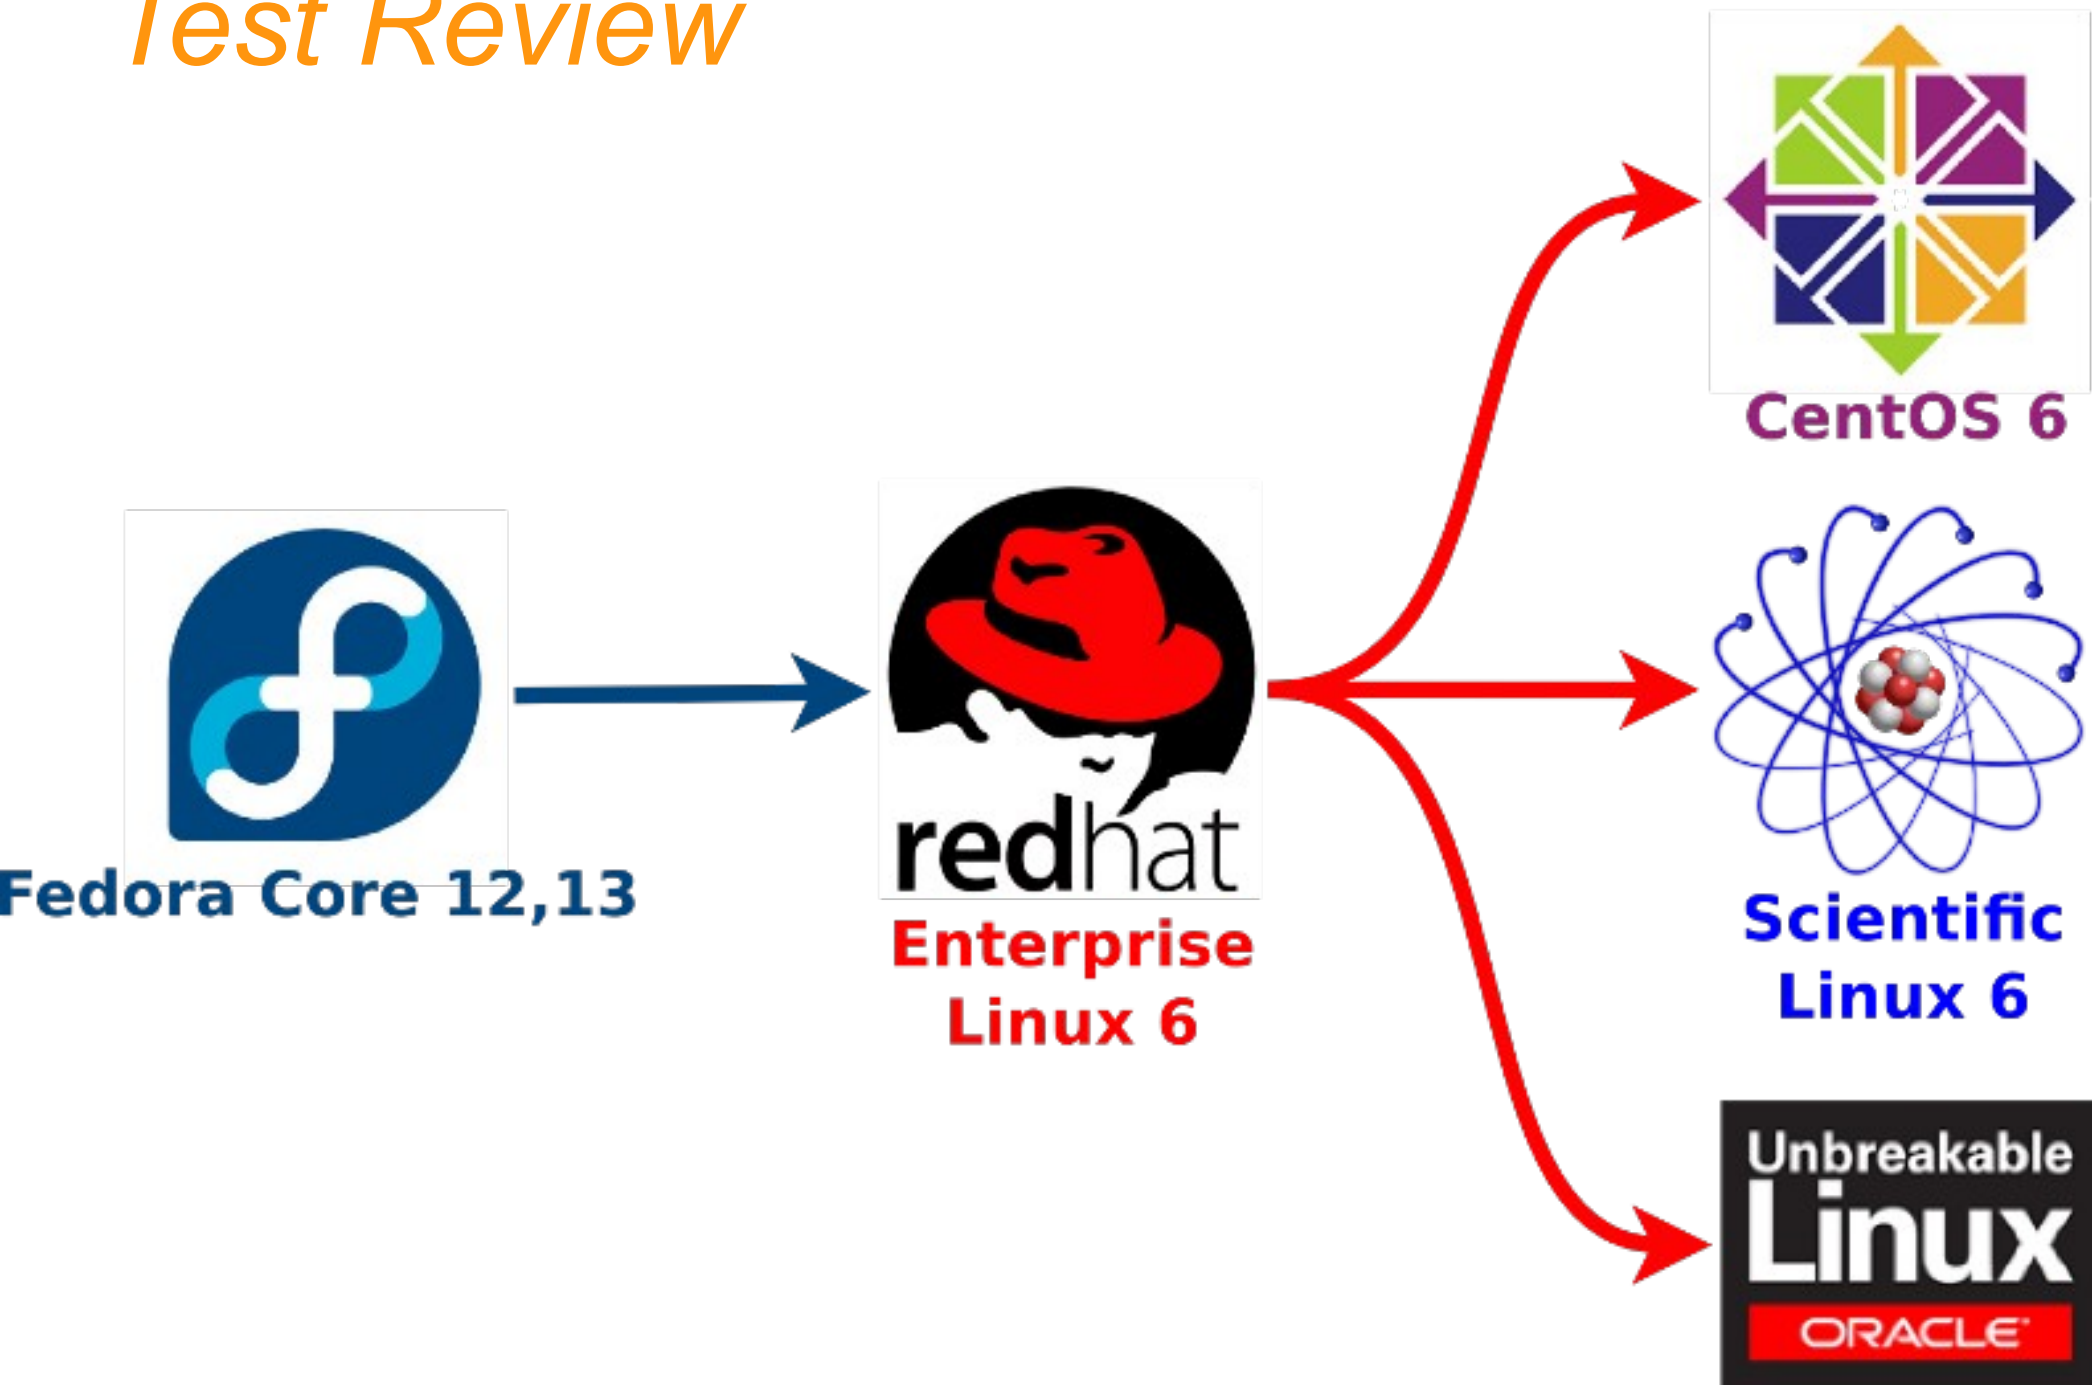 Test Review
CentOS 6
redhat
Fedora Core 12,13
Enterprise
Linux 6
Scientific
Linux 6
Unbreakable
Linux
ORACLE